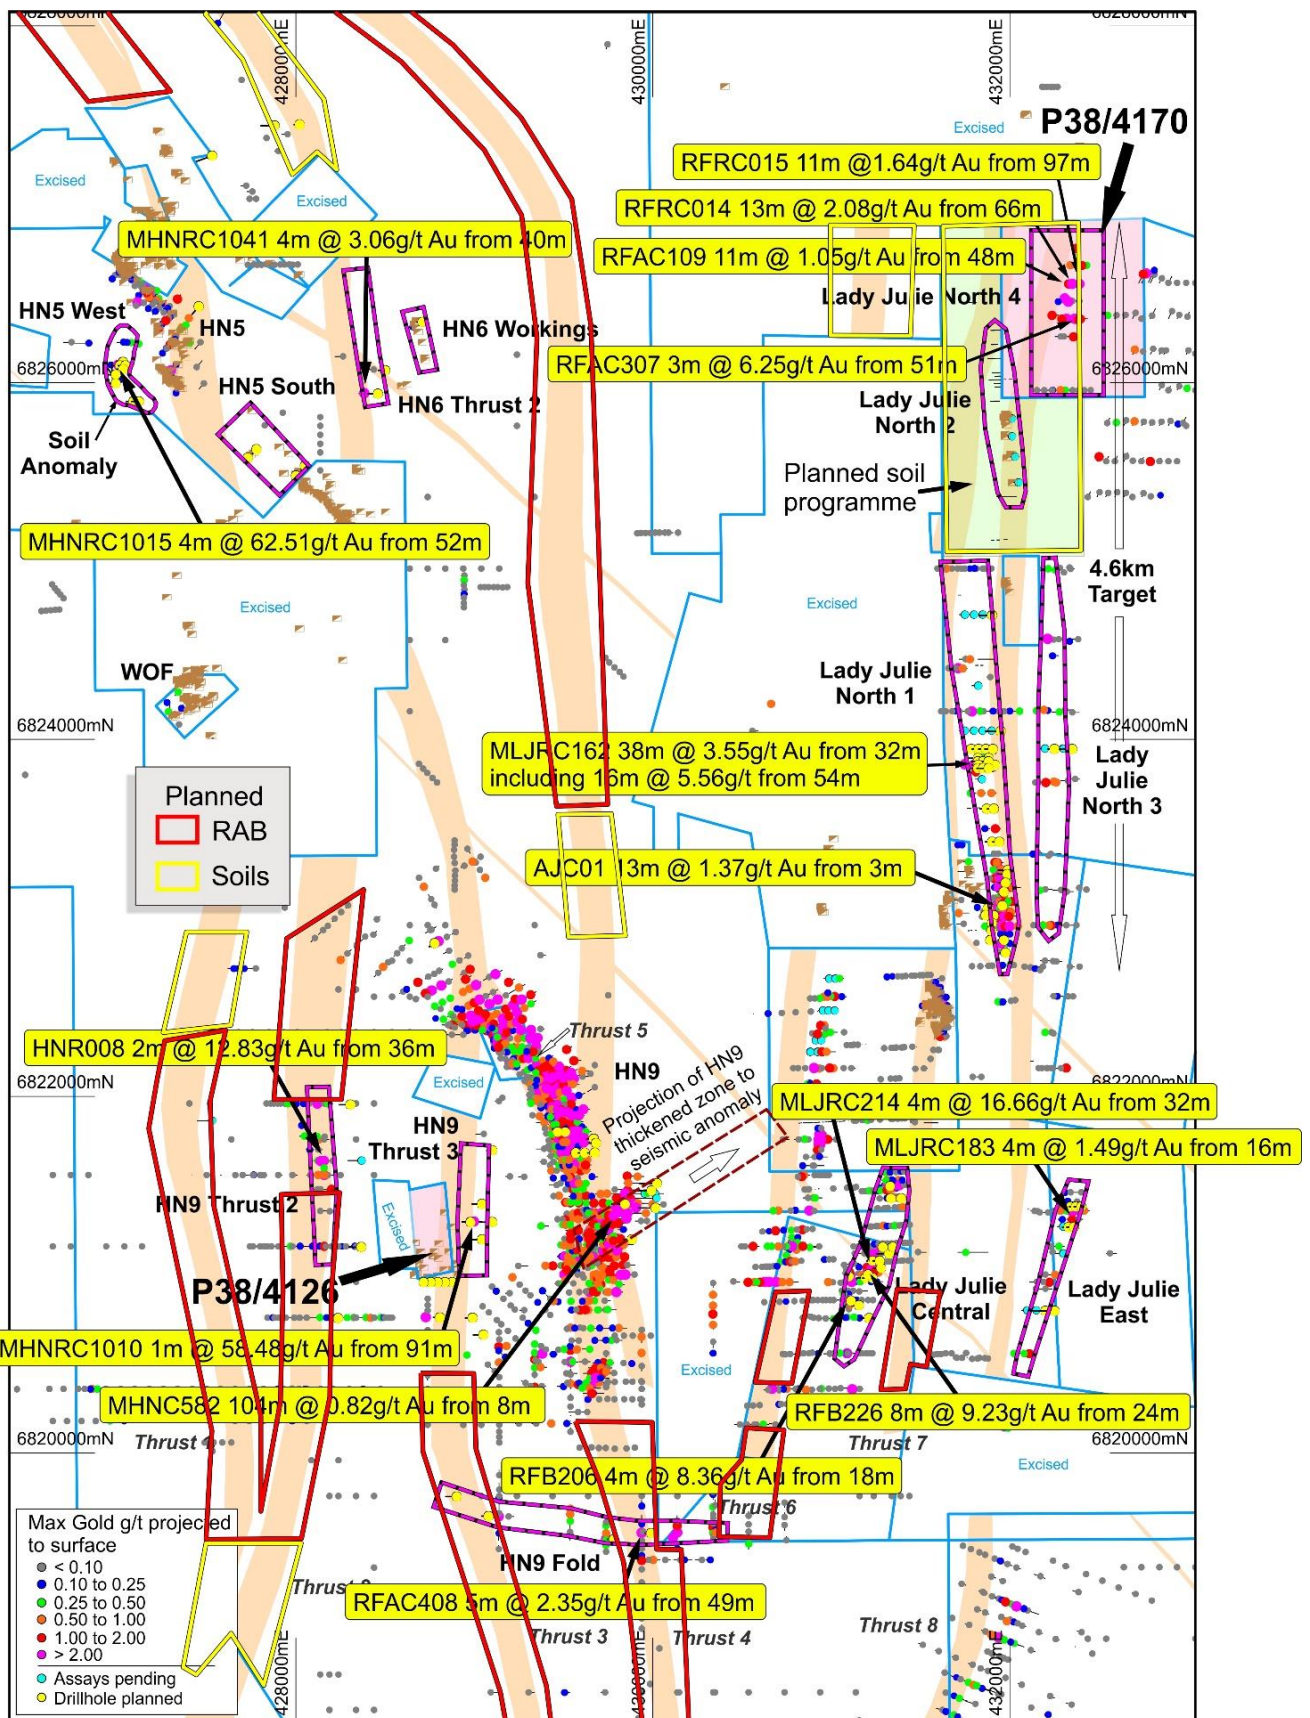 6828000mN
6828000mN
428000mE
430000mE
432000mE
P38/4170
Excised
Excised
Excised
RFRC015 11m @1.64g/t Au from 97m
RFRC014 13m @ 2.08g/t Au from 66m
MHNRC1041 4m @ 3.06g/t Au from 40m
RFAC109 11m @ 1.05g/t Au from 48m
Lady Julie North 4
HN5 West
HN5
HN6 Workings
6826000mN
RFAC307 3m @ 6.25g/t Au from 51m
6826000mN
HN5 South
HN6 Thrust 2
Lady Julie
North 2
Soil
Anomaly
Planned soil
programme
MHNRC1015 4m @ 62.51g/t Au from 52m
4.6km
Target
Excised
Excised
WOF
Lady Julie
North 1
6824000mN
6824000mN
MLJRC162 38m @ 3.55g/t Au from 32m
including 16m @ 5.56g/t from 54m
Lady
Julie
North 3
Planned
RAB
Soils
AJC01 13m @ 1.37g/t Au from 3m
Thrust 5
HNR008 2m @ 12.83g/t Au from 36m
HN9
Projection of HN9
thickened zone to
seismic anomaly
6822000mN
Excised
6822000mN
MLJRC214 4m @ 16.66g/t Au from 32m
HN9
Thrust 3
MLJRC183 4m @ 1.49g/t Au from 16m
HN9 Thrust 2
Excised
P38/4126
Lady Julie
Central
Lady Julie
East
MHNRC1010 1m @ 58.48g/t Au from 91m
Excised
MHNC582 104m @ 0.82g/t Au from 8m
RFB226 8m @ 9.23g/t Au from 24m
6820000mN
Thrust 7
6820000mN
Excised
RFB206 4m @ 8.36g/t Au from 18m
Thrust 6
Max Gold g/t projected
to surface
< 0.10
0.10 to 0.25
0.25 to 0.50
0.50 to 1.00
1.00 to 2.00
> 2.00
Assays pending
Drillhole planned
HN9 Fold
RFAC408 5m @ 2.35g/t Au from 49m
Thrust 3
Thrust 4
Thrust 8
428000mE
430000mE
432000mE